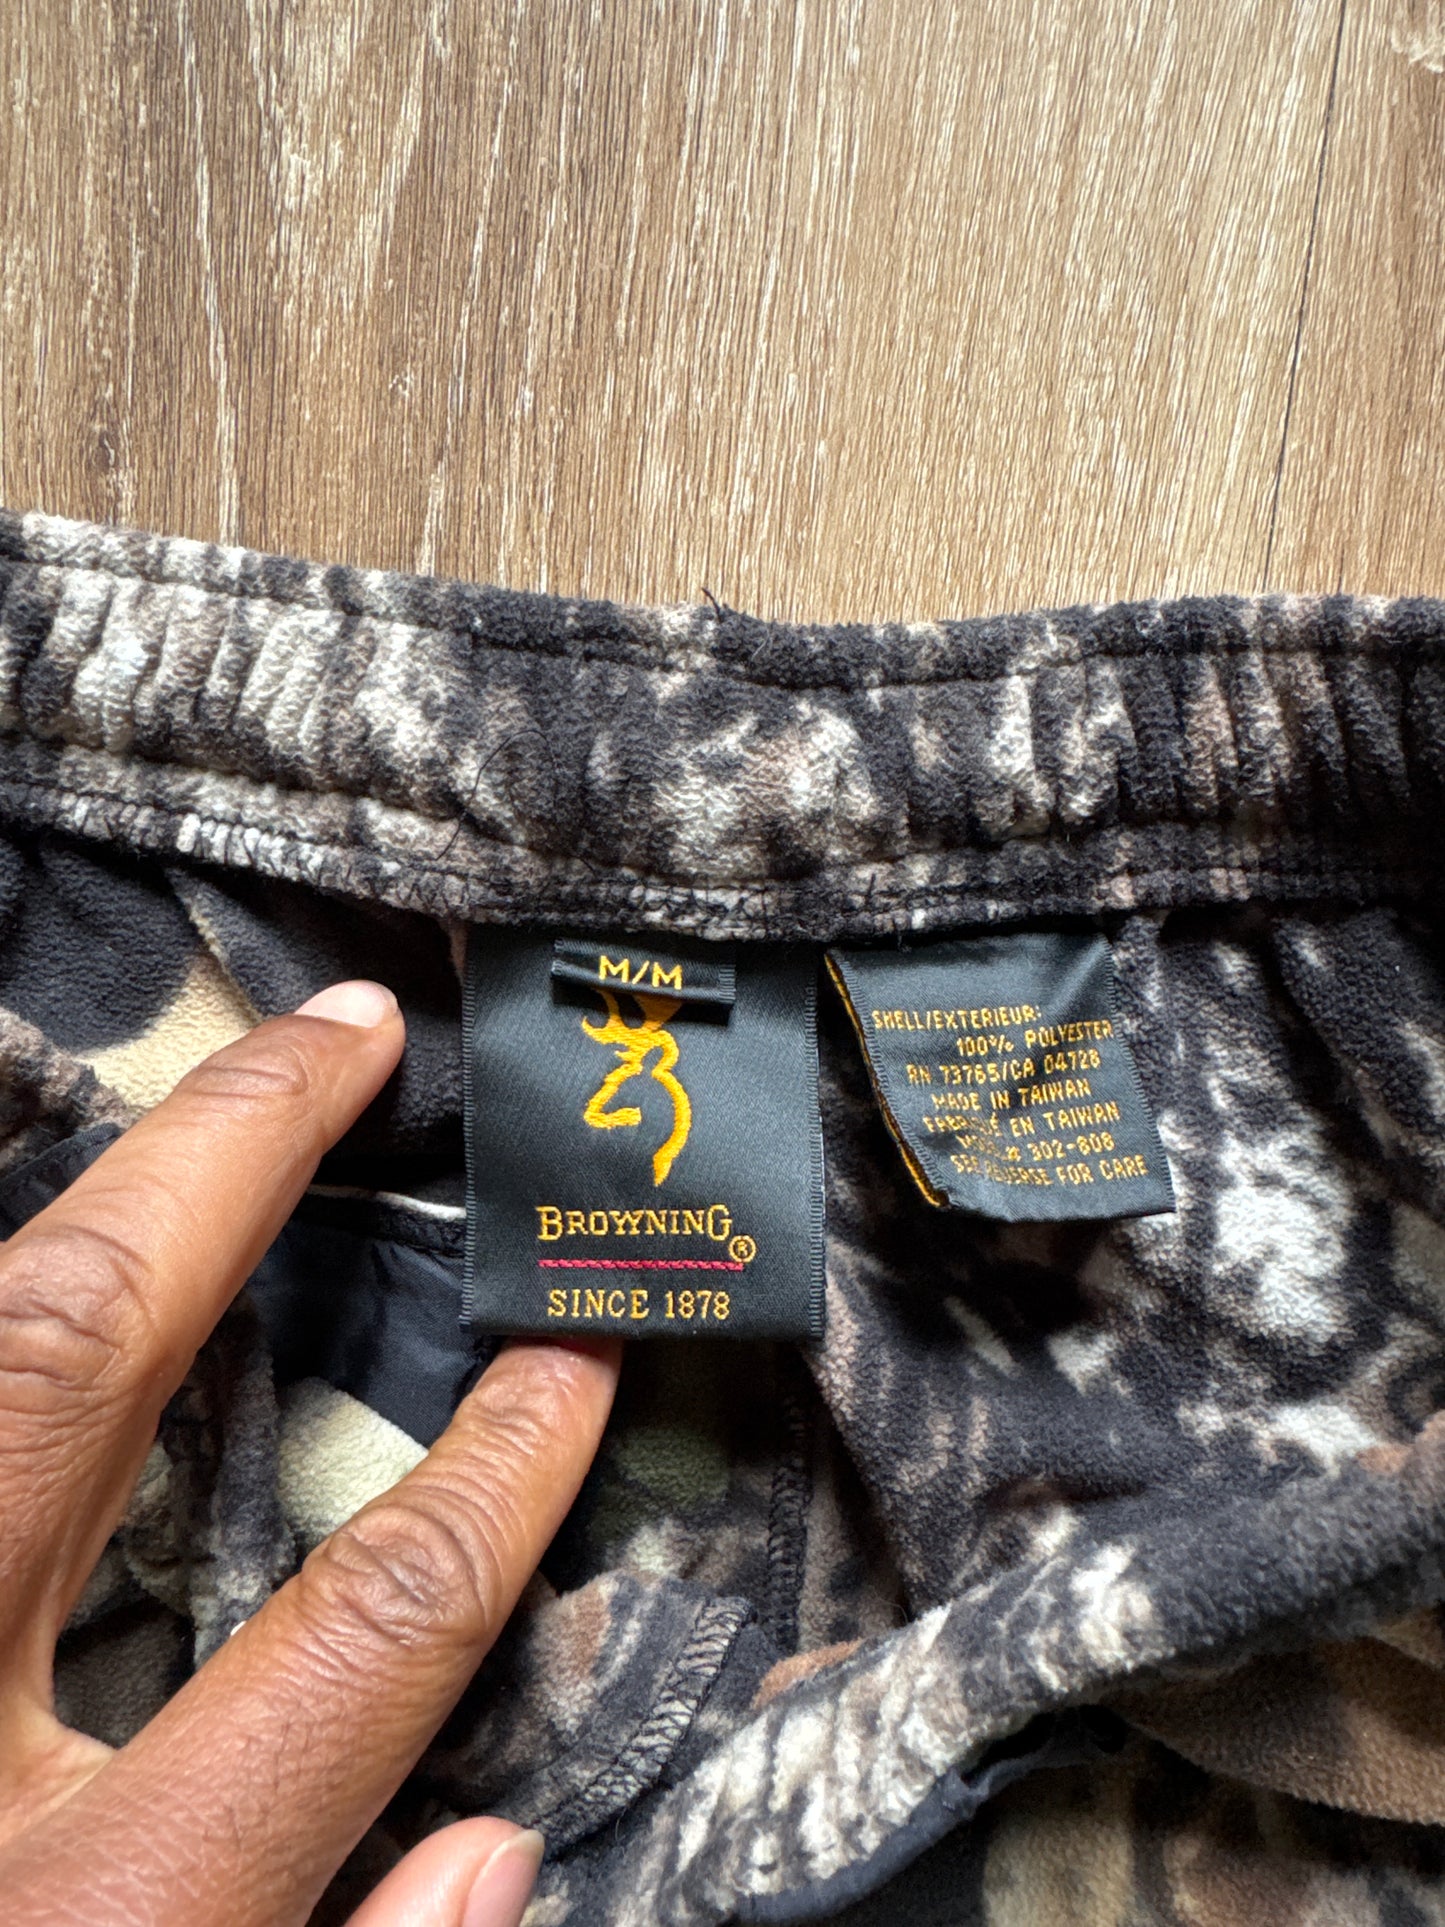 M/M
BROWNING®
SINCE 1878
SHELL/EXTERIEUR:
100% POLYESTER
RN 73765/CA 04728
MADE IN TAIWAN
FABRIQUÉ EN TAIWAN
302-808
SEE REVERSE FOR CARE